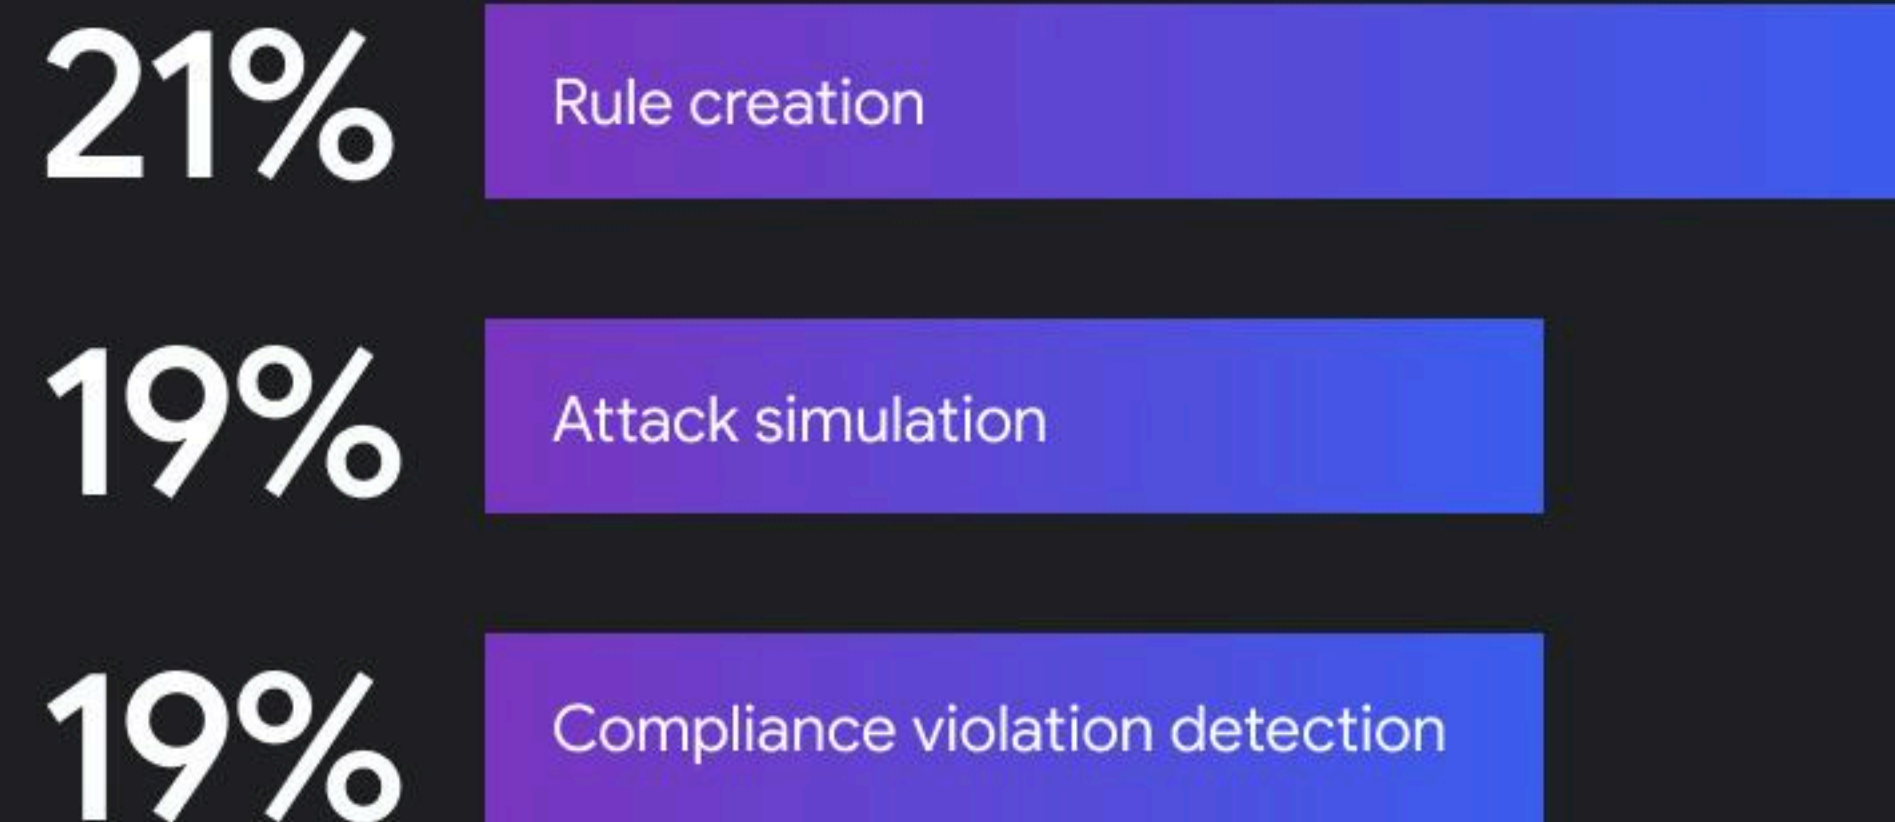 21% Rule creation
19% Attack simulation
19% Compliance violation detection